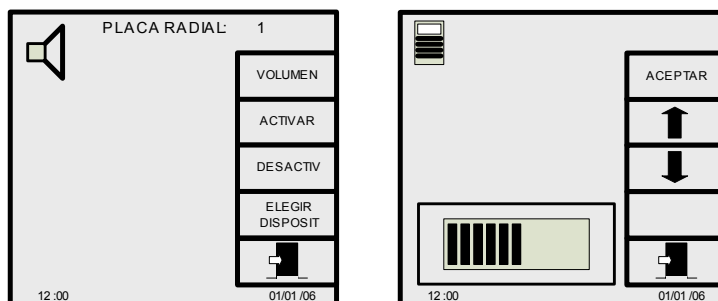 PLACA RADIAL: 1
VOLUMEN
ACTIVAR
DESACTIV
ELEGIR
DISPOSIT
12:00 01/01/06
ACEPTAR
12:00 01/01/06